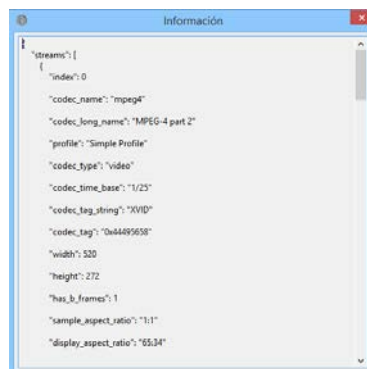 Información
{
"streams": [
{
"index": 0
"codec_name": "mpeg4"
"codec_long_name": "MPEG-4 part 2"
"profile": "Simple Profile"
"codec_type": "video"
"codec_time_base": "1/25"
"codec_tag_string": "XVID"
"codec_tag": "0x44495658"
"width": 520
"height": 272
"has_b_frames": 1
"sample_aspect_ratio": "1:1"
"display_aspect_ratio": "65:34"